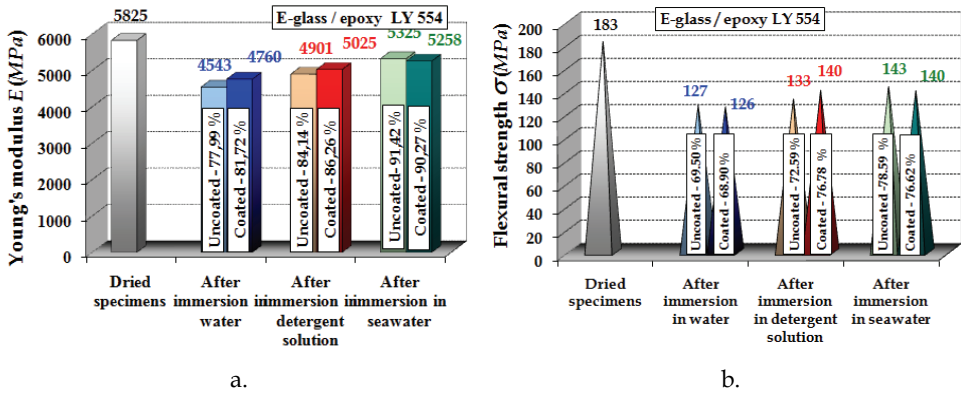 E-glass / epoxy LY 554
5825
4543
4760
4901
5025
5325
5258
Young's modulus E (MPa)
6000
5000
4000
3000
2000
1000
0
Uncoated -77,99 %
Coated -81,72 %
Uncoated -84,14 %
Coated -86,26 %
Uncoated-91,42 %
Coated - 90,27 %
Dried
specimens
After
immersion in
water
After
immersion in
detergent
solution
After
immersion in
seawater
a.
E-glass / epoxy LY 554
183
127
126
133
140
143
140
Flexural strength σ(MPa)
200
180
160
140
120
100
80
60
40
20
0
Uncoated - 69.50 %
Coated - 68.90 %
Uncoated - 72.59 %
Coated - 76.78 %
Uncoated -78.59 %
Coated - 76.62 %
Dried
specimens
After
immersion
in water
After
immersion
in detergent
solution
After
immersion
in seawater
b.